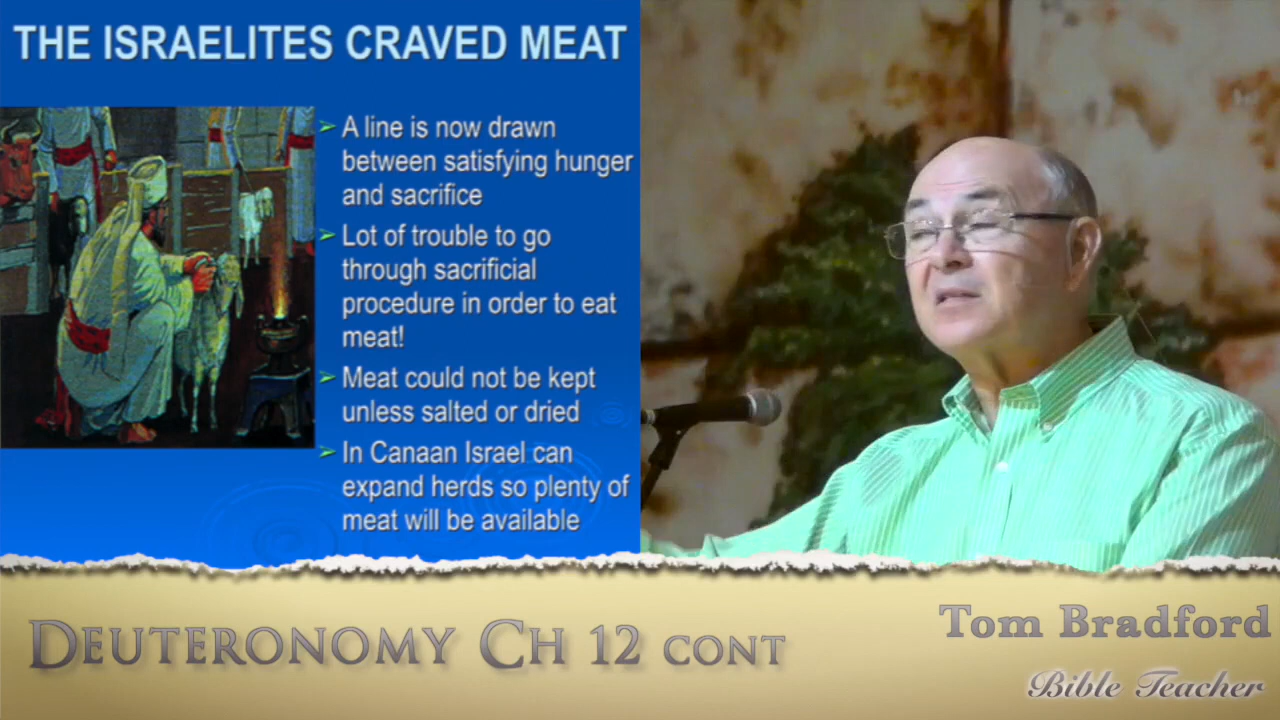 THE ISRAELITES CRAVED MEAT
➢ A line is now drawn
between satisfying hunger
and sacrifice
➢ Lot of trouble to go
through sacrificial
procedure in order to eat
meat!
➢ Meat could not be kept
unless salted or dried
➢ In Canaan Israel can
expand herds so plenty of
meat will be available
DEUTERONOMY CH 12 CONT
Tom Bradford
Bible Teacher